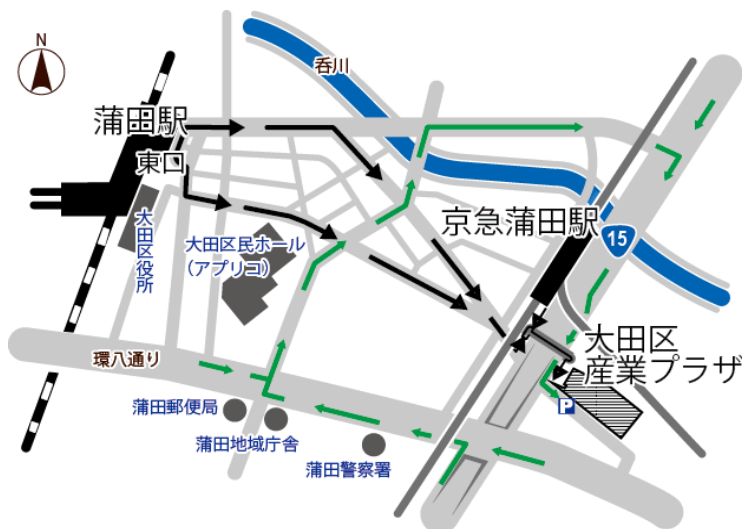 N
呑川
蒲田駅
東口
京急蒲田駅
15
大田区役所
大田区民ホール
（アプリコ）
大田区
産業プラザ
環八通り
P
蒲田郵便局
蒲田地域庁舎
蒲田警察署